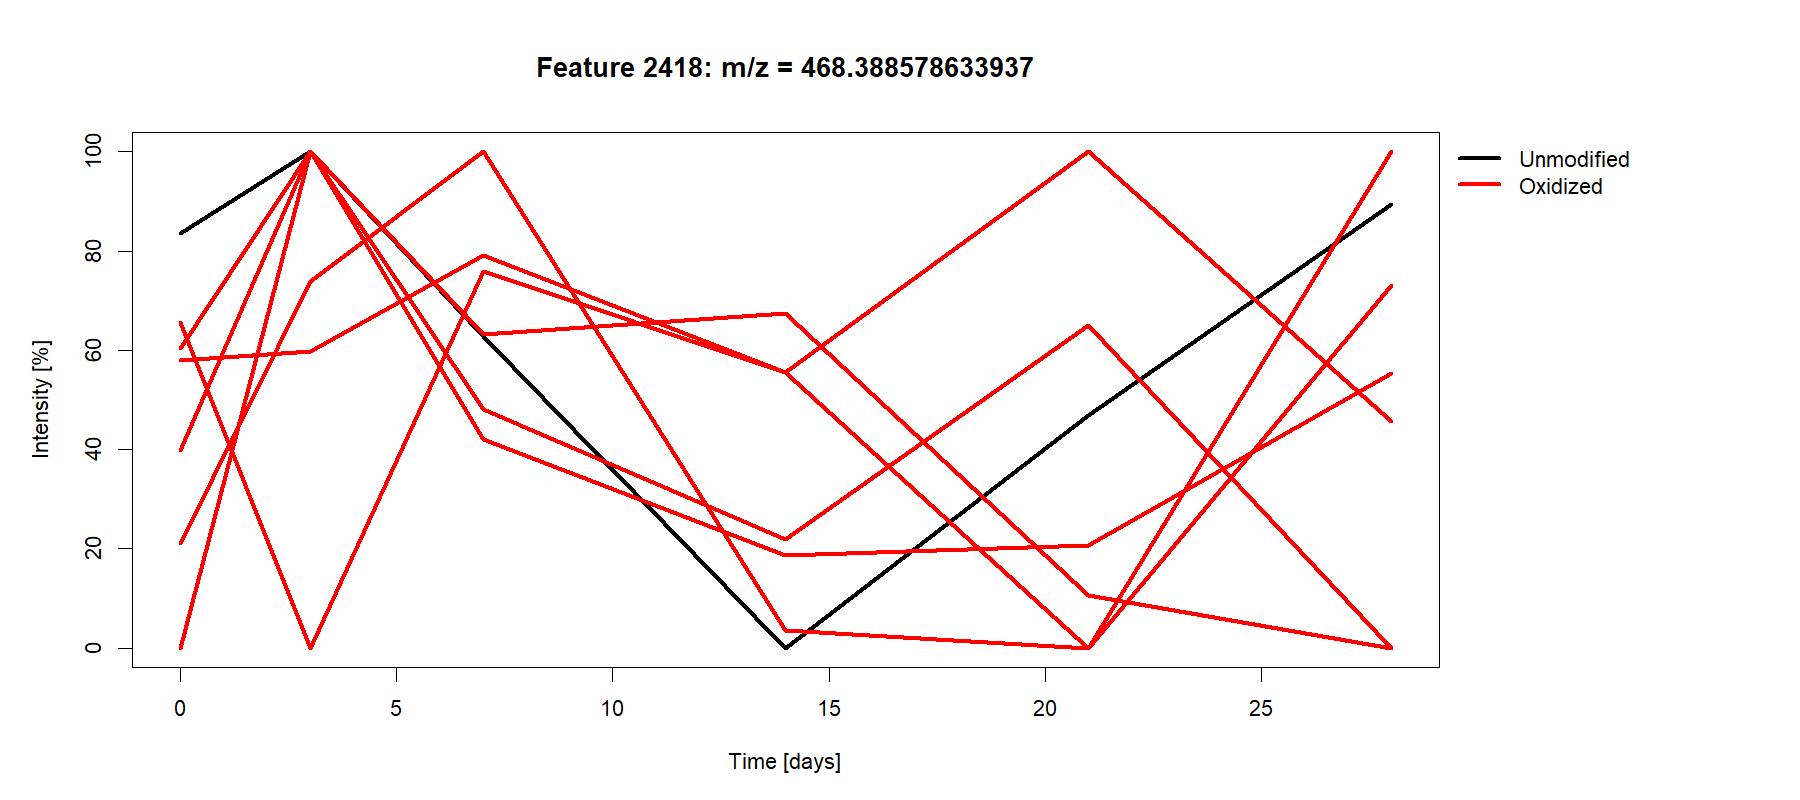 Feature 2418: m/z = 468.388578633937
Unmodified
Oxidized
Intensity [%]
100
80
60
40
20
0
0 5 10 15 20 25
Time [days]